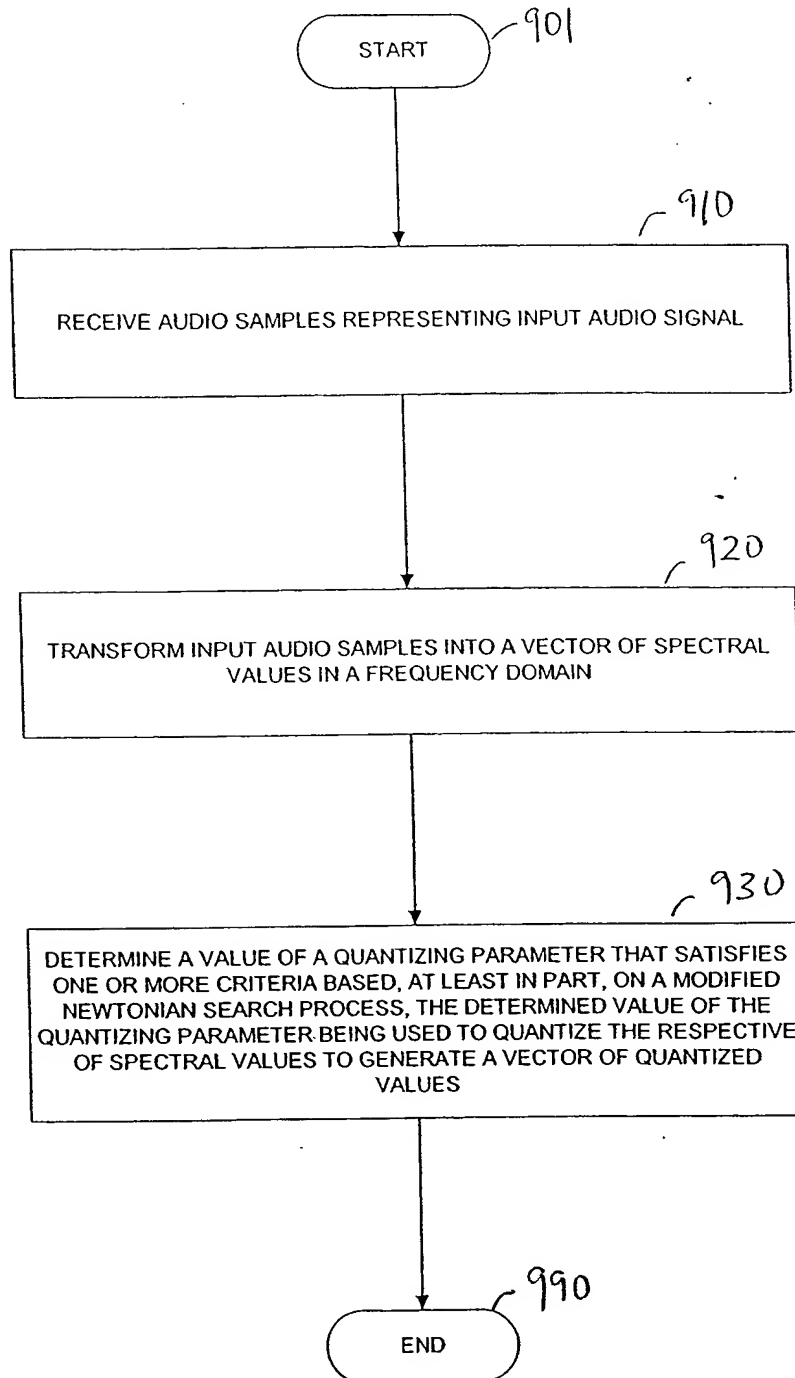 901
START
910
RECEIVE AUDIO SAMPLES REPRESENTING INPUT AUDIO SIGNAL
920
TRANSFORM INPUT AUDIO SAMPLES INTO A VECTOR OF SPECTRAL
VALUES IN A FREQUENCY DOMAIN
930
DETERMINE A VALUE OF A QUANTIZING PARAMETER THAT SATISFIES
ONE OR MORE CRITERIA BASED, AT LEAST IN PART, ON A MODIFIED
NEWTONIAN SEARCH PROCESS, THE DETERMINED VALUE OF THE
QUANTIZING PARAMETER BEING USED TO QUANTIZE THE RESPECTIVE
OF SPECTRAL VALUES TO GENERATE A VECTOR OF QUANTIZED
VALUES
990
END